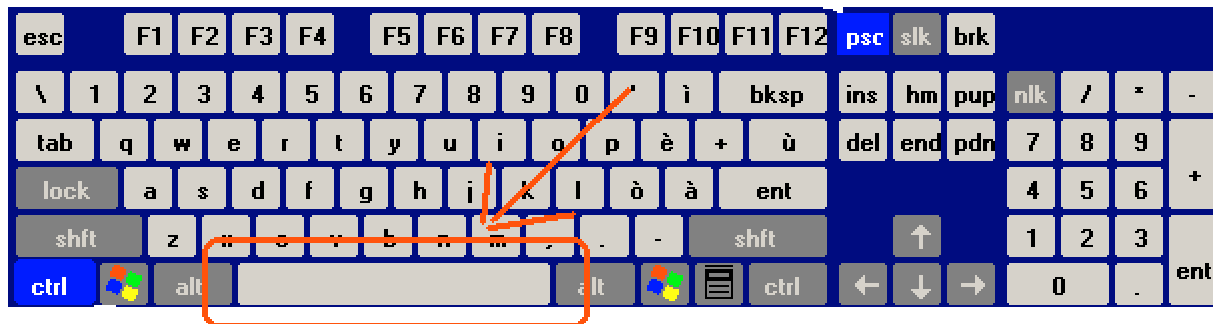 esc F1 F2 F3 F4 F5 F6 F7 F8 F9 F10 F11 F12 psc slk brk
\ 1 2 3 4 5 6 7 8 9 0 ' ì bksp ins hm pup nlk / * -
tab q w e r t y u i o p è + ù del end pdn 7 8 9
lock a s d f g h j k l ò à ent 4 5 6 +
shft z x c v b n m , . - shft ↑ 1 2 3
ctrl alt alt ctrl ← ↓ → 0 . ent